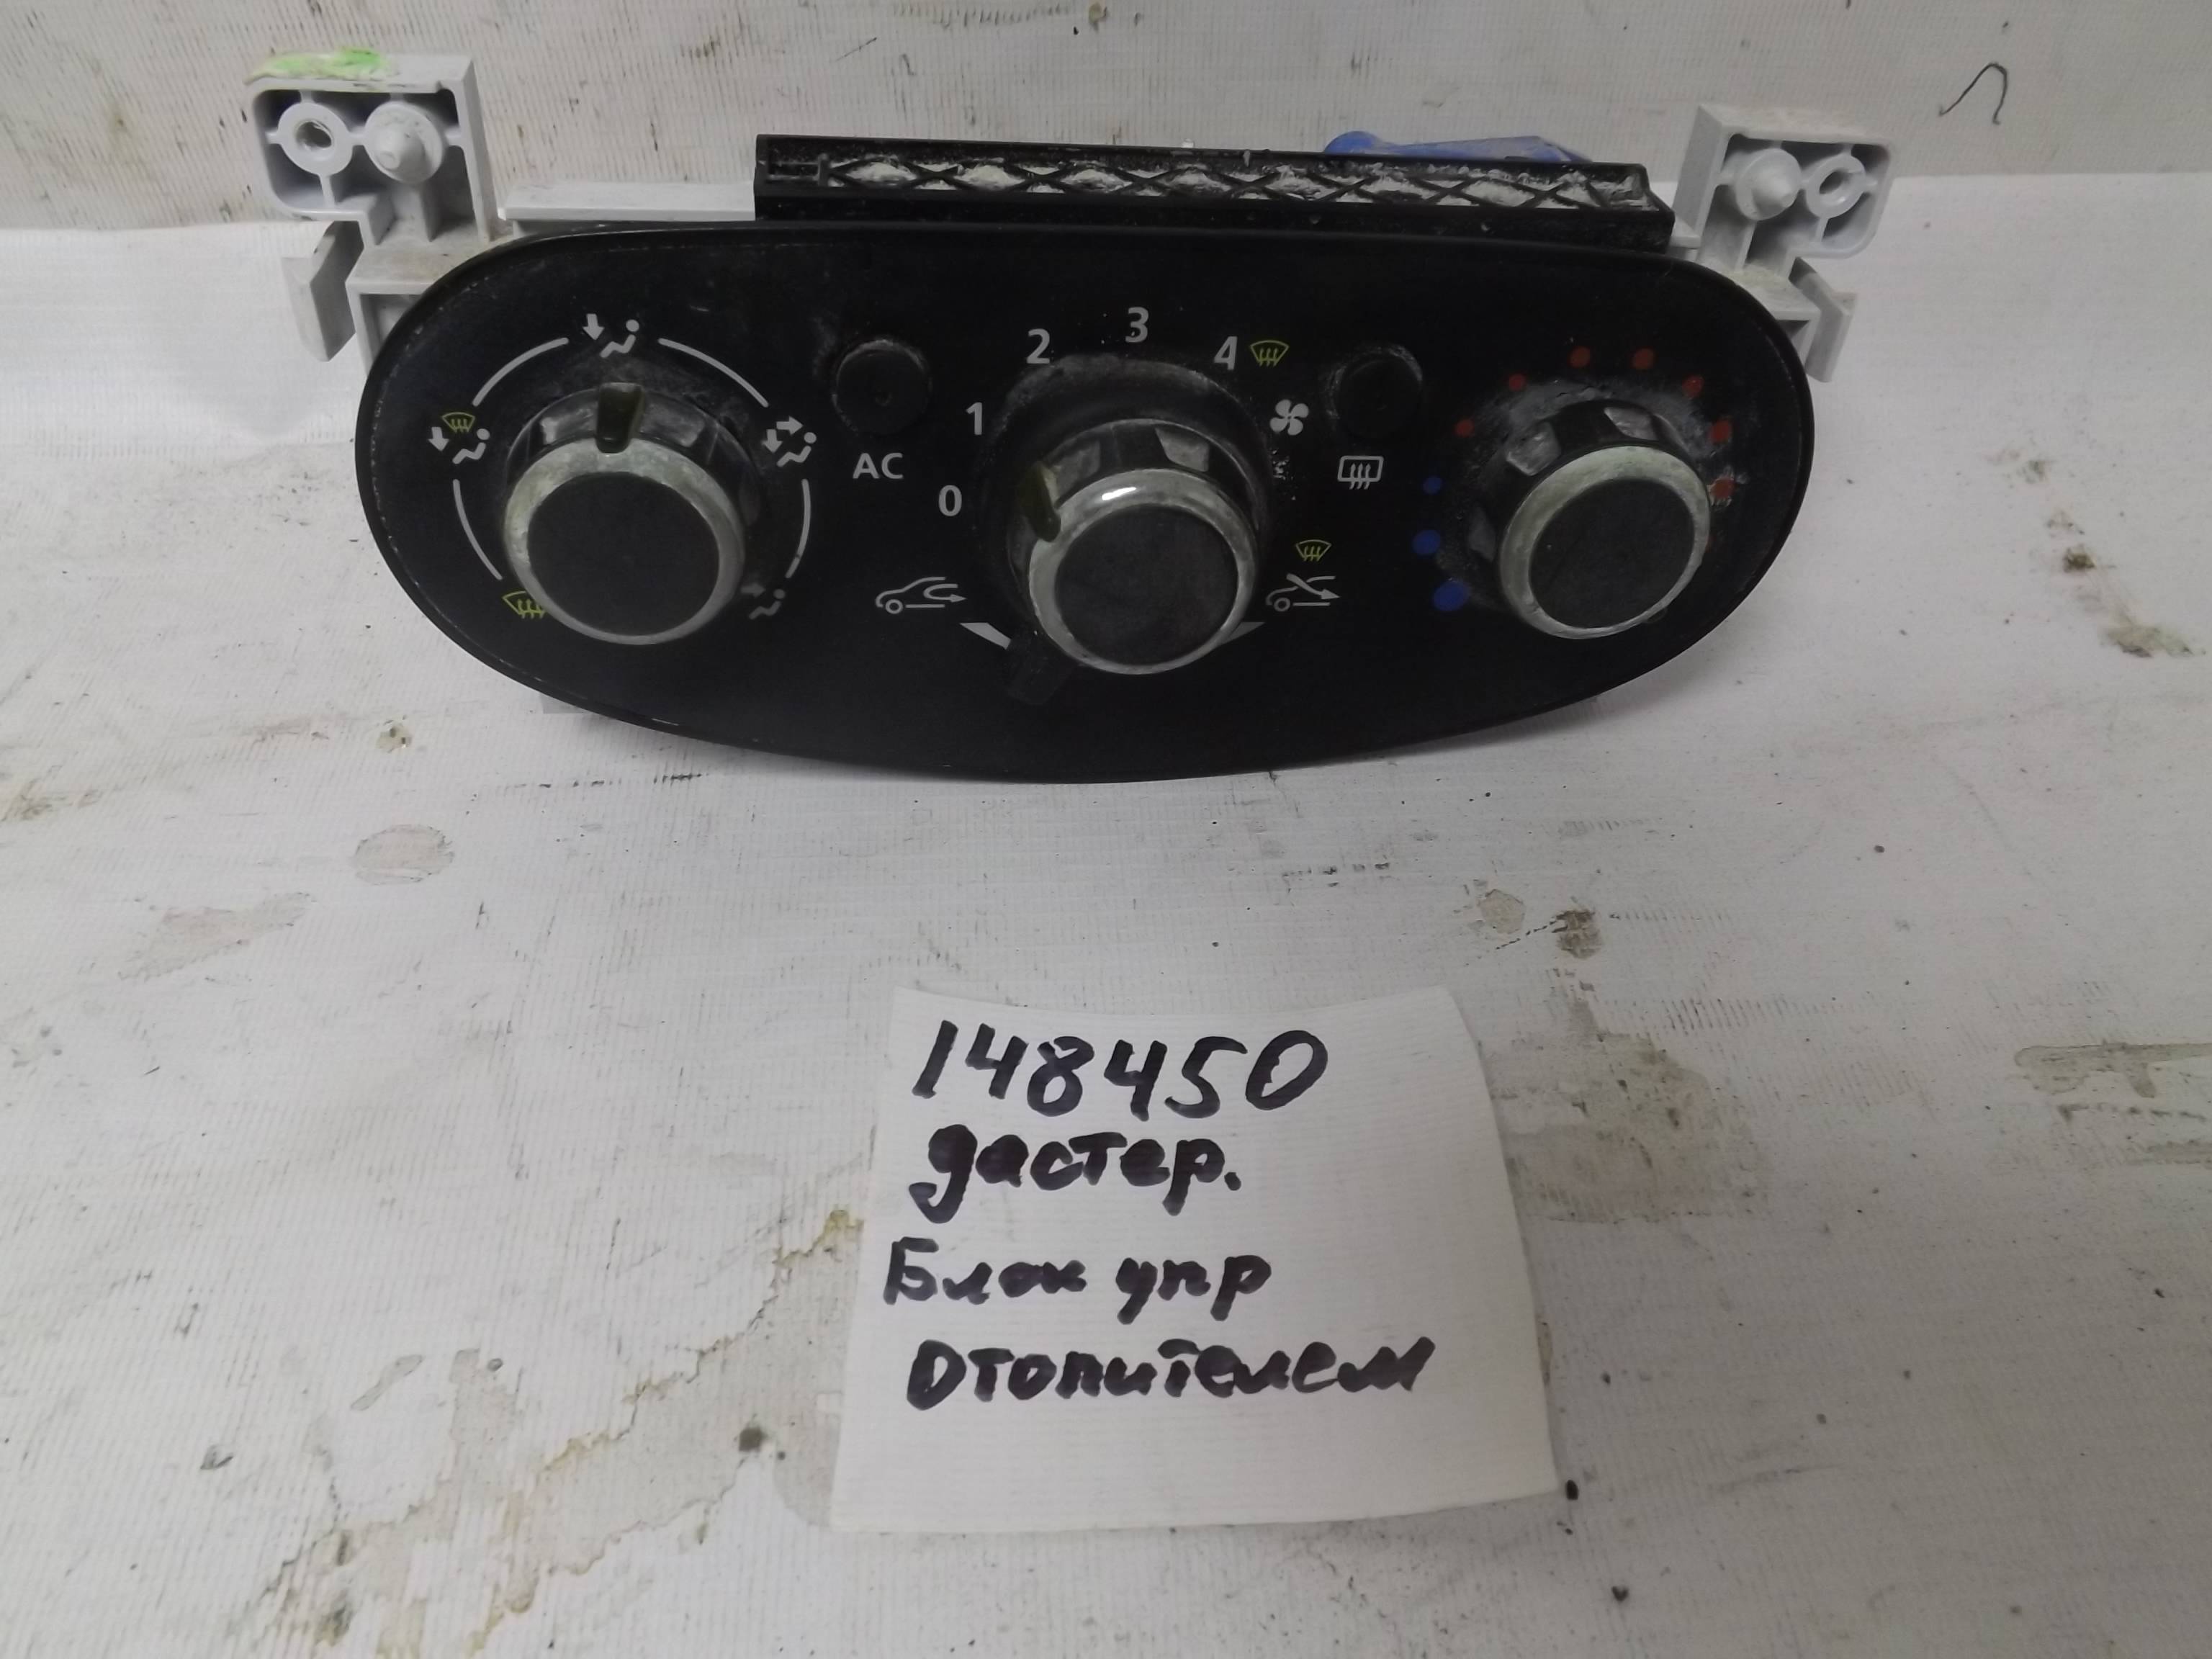 3
2
4
1
AC
0
148450
дастер.
Блок упр
Отопителем